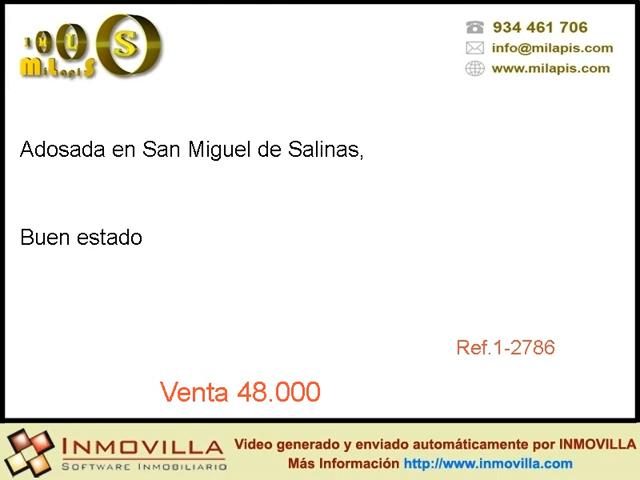 1 M L S
MiLapiS
934 461 706
info@milapis.com
www.milapis.com
Adosada en San Miguel de Salinas,
Buen estado
Ref.1-2786
Venta 48.000
INMOVILLA
SOFTWARE INMOBILIARIO
Video generado y enviado automáticamente por INMOVILLA
Más Información http://www.inmovilla.com